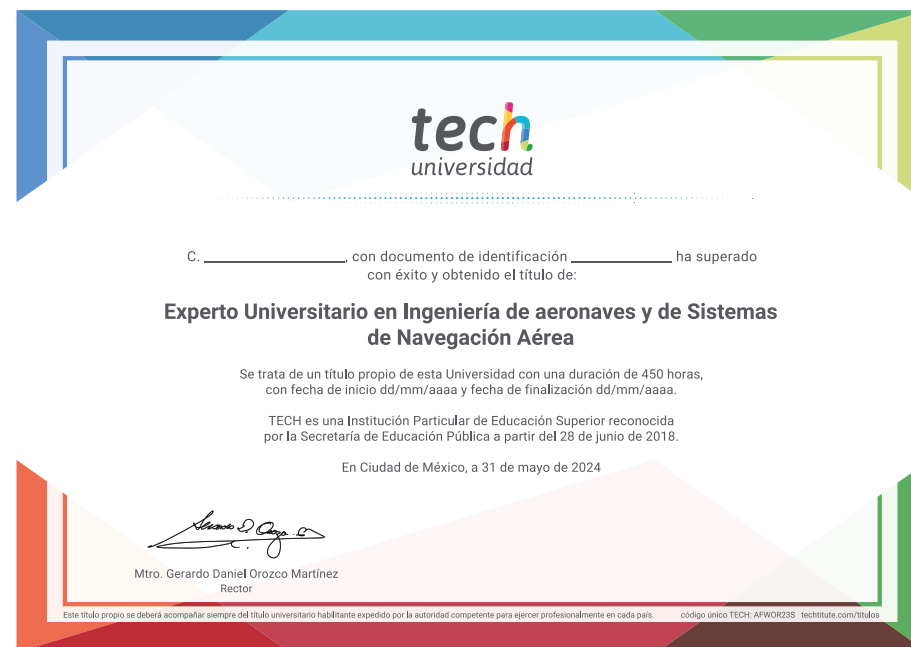 tech
universidad
C. ____________, con documento de identificación ____________ ha superado
con éxito y obtenido el título de:
Experto Universitario en Ingeniería de aeronaves y de Sistemas
de Navegación Aérea
Se trata de un título propio de esta Universidad con una duración de 450 horas,
con fecha de inicio dd/mm/aaaa y fecha de finalización dd/mm/aaaa.
TECH es una Institución Particular de Educación Superior reconocida
por la Secretaría de Educación Pública a partir del 28 de junio de 2018.
En Ciudad de México, a 31 de mayo de 2024
Mtro. Gerardo Daniel Orozco Martínez
Rector
Este título propio se deberá acompañar siempre del título universitario habilitante expedido por la autoridad competente para ejercer profesionalmente en cada país. código único TECH: AFWOR23S techtitute.com/titulos